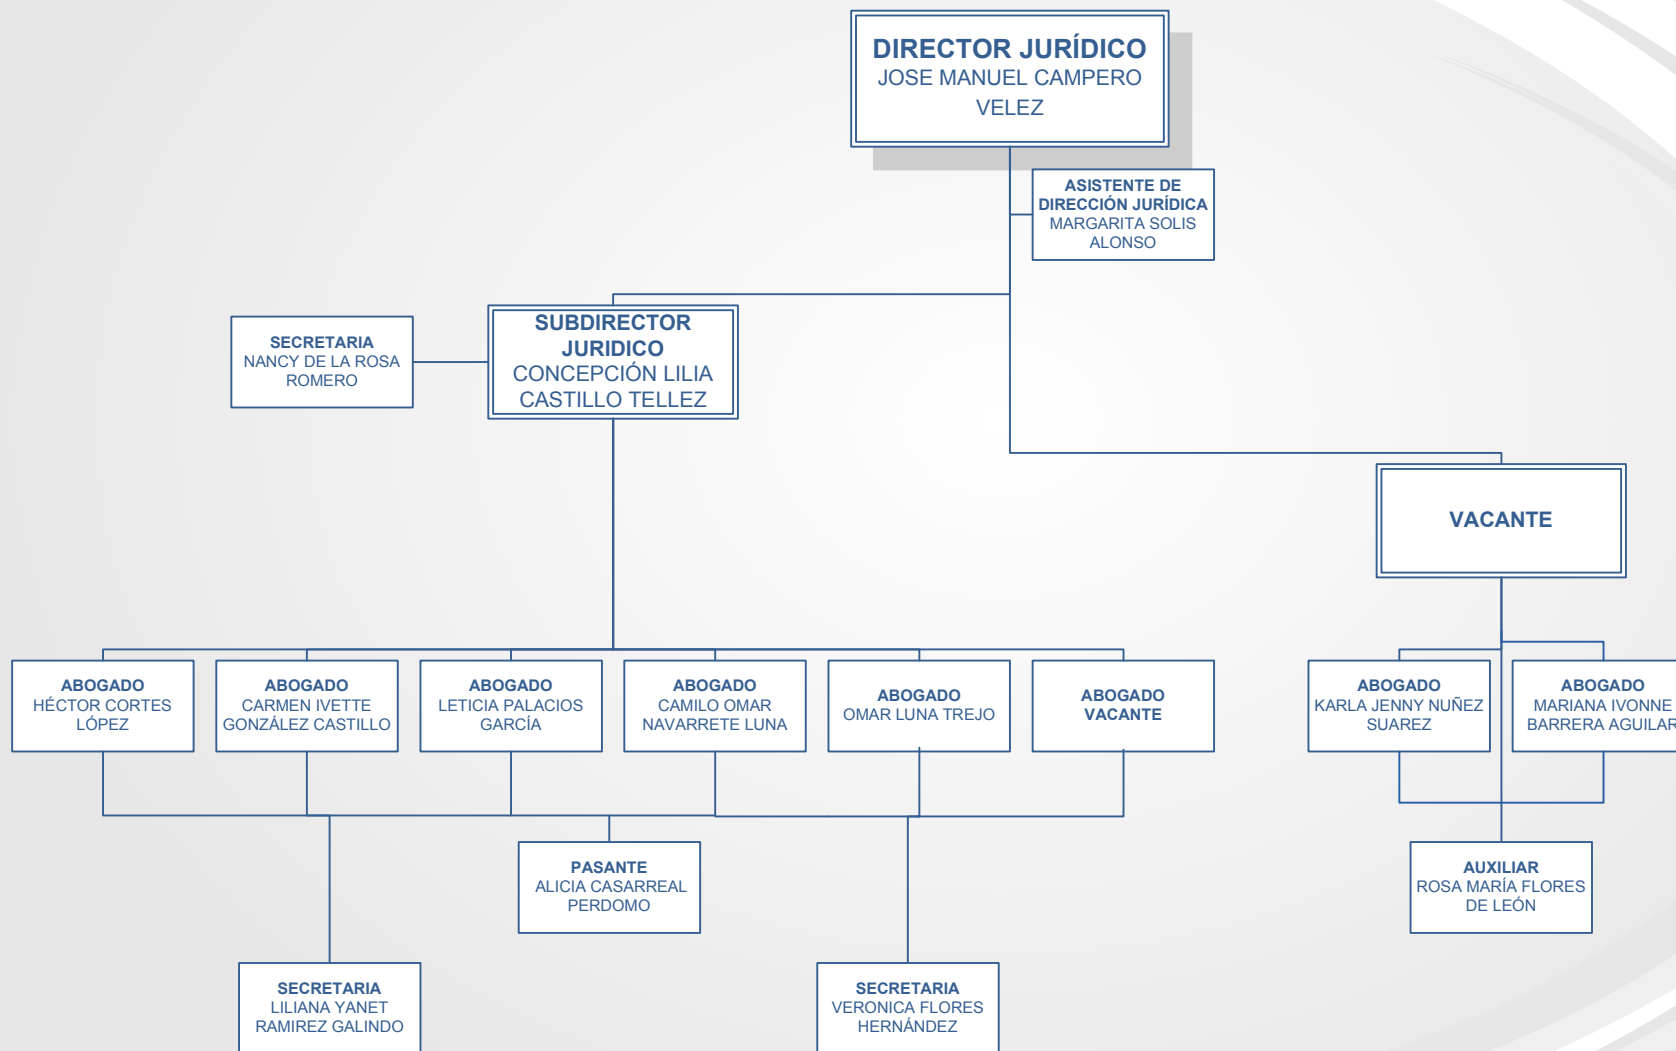 DIRECTOR JURÍDICO
JOSE MANUEL CAMPERO
VELEZ
ASISTENTE DE
DIRECCIÓN JURÍDICA
MARGARITA SOLIS
ALONSO
SECRETARIA
NANCY DE LA ROSA
ROMERO
SUBDIRECTOR
JURIDICO
CONCEPCIÓN LILIA
CASTILLO TELLEZ
VACANTE
ABOGADO
HÉCTOR CORTES
LÓPEZ
ABOGADO
CARMEN IVETTE
GONZÁLEZ CASTILLO
ABOGADO
LETICIA PALACIOS
GARCÍA
ABOGADO
CAMILO OMAR
NAVARRETE LUNA
ABOGADO
OMAR LUNA TREJO
ABOGADO
VACANTE
ABOGADO
KARLA JENNY NUÑEZ
SUAREZ
ABOGADO
MARIANA IVONNE
BARRERA AGUILAR
PASANTE
ALICIA CASARREAL
PERDOMO
AUXILIAR
ROSA MARÍA FLORES
DE LEÓN
SECRETARIA
LILIANA YANET
RAMIREZ GALINDO
SECRETARIA
VERONICA FLORES
HERNÁNDEZ